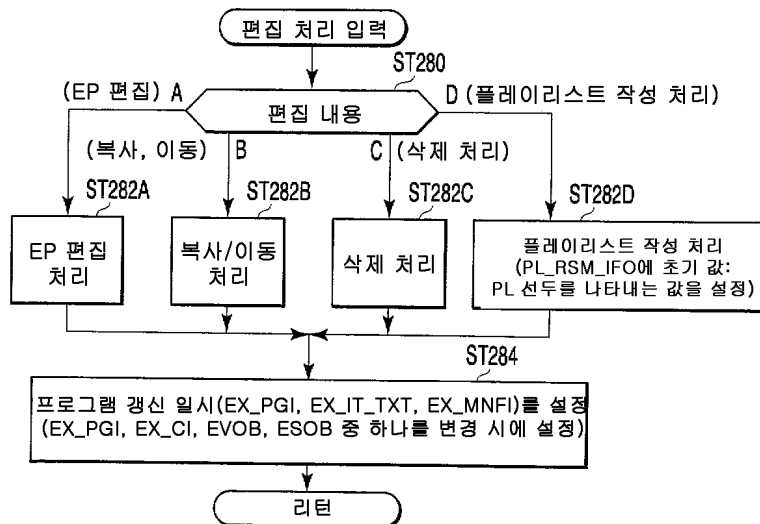 편집 처리 입력
ST280
(EP 편집) A
편집 내용
D (플레이리스트 작성 처리)
(복사, 이동) B
C (삭제 처리)
ST282A
ST282B
ST282C
ST282D
EP 편집
처리
복사/이동
처리
삭제 처리
플레이리스트 작성 처리
(PL_RSM_IFO에 초기 값:
PL 선두를 나타내는 값을 설정)
ST284
프로그램 갱신 일시(EX_PGI, EX_IT_TXT, EX_MNFI)를 설정
(EX_PGI, EX_CI, EVOB, ESOB 중 하나를 변경 시에 설정)
리턴